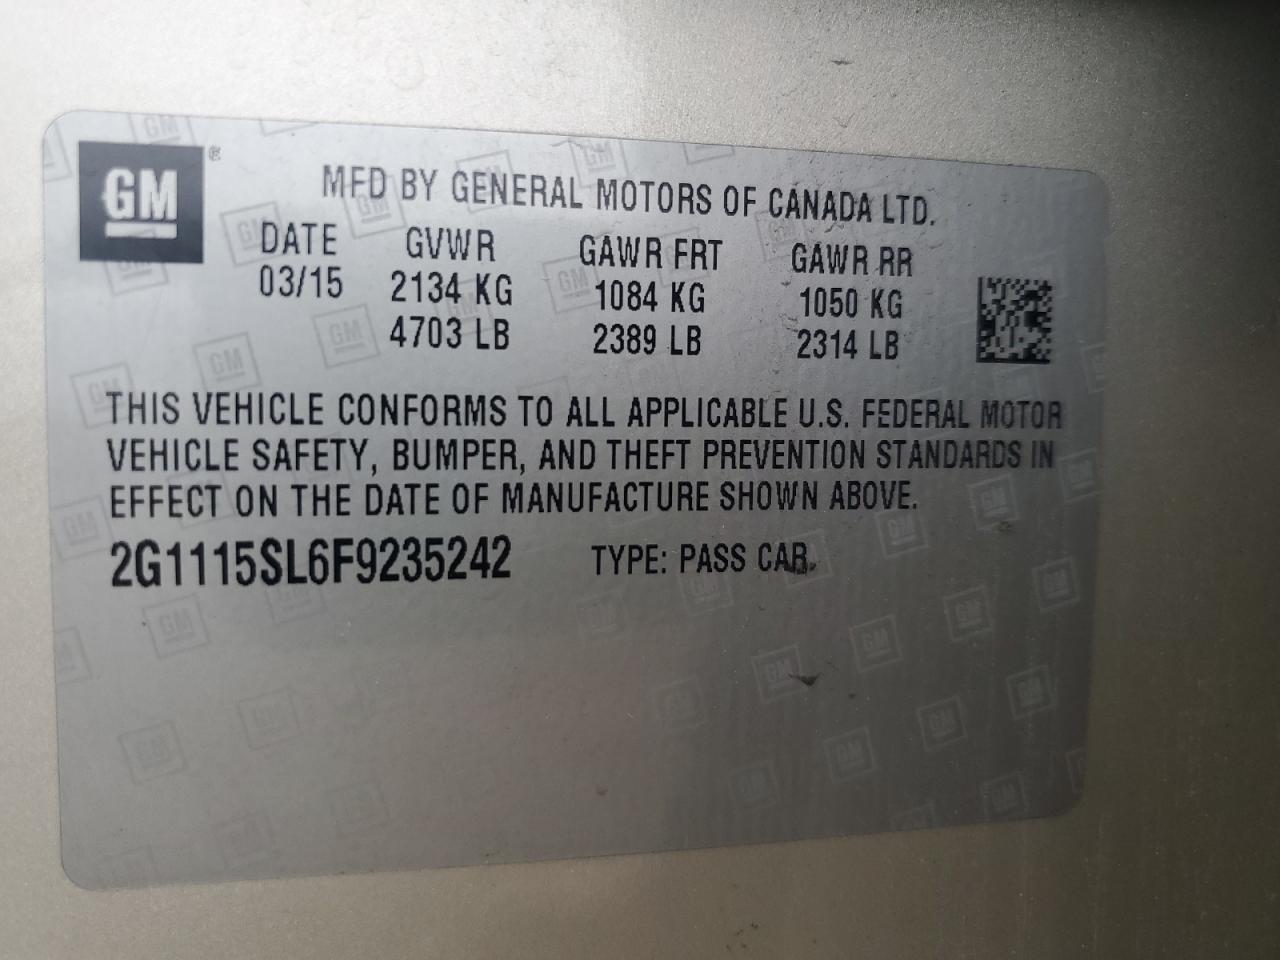 GM
MFD BY GENERAL MOTORS OF CANADA LTD.
DATE GVWR GAWR FRT GAWR RR
03/15 2134 KG 1084 KG 1050 KG
4703 LB 2389 LB 2314 LB
THIS VEHICLE CONFORMS TO ALL APPLICABLE U.S. FEDERAL MOTOR
VEHICLE SAFETY, BUMPER, AND THEFT PREVENTION STANDARDS IN
EFFECT ON THE DATE OF MANUFACTURE SHOWN ABOVE.
2G1115SL6F9235242 TYPE: PASS CAR